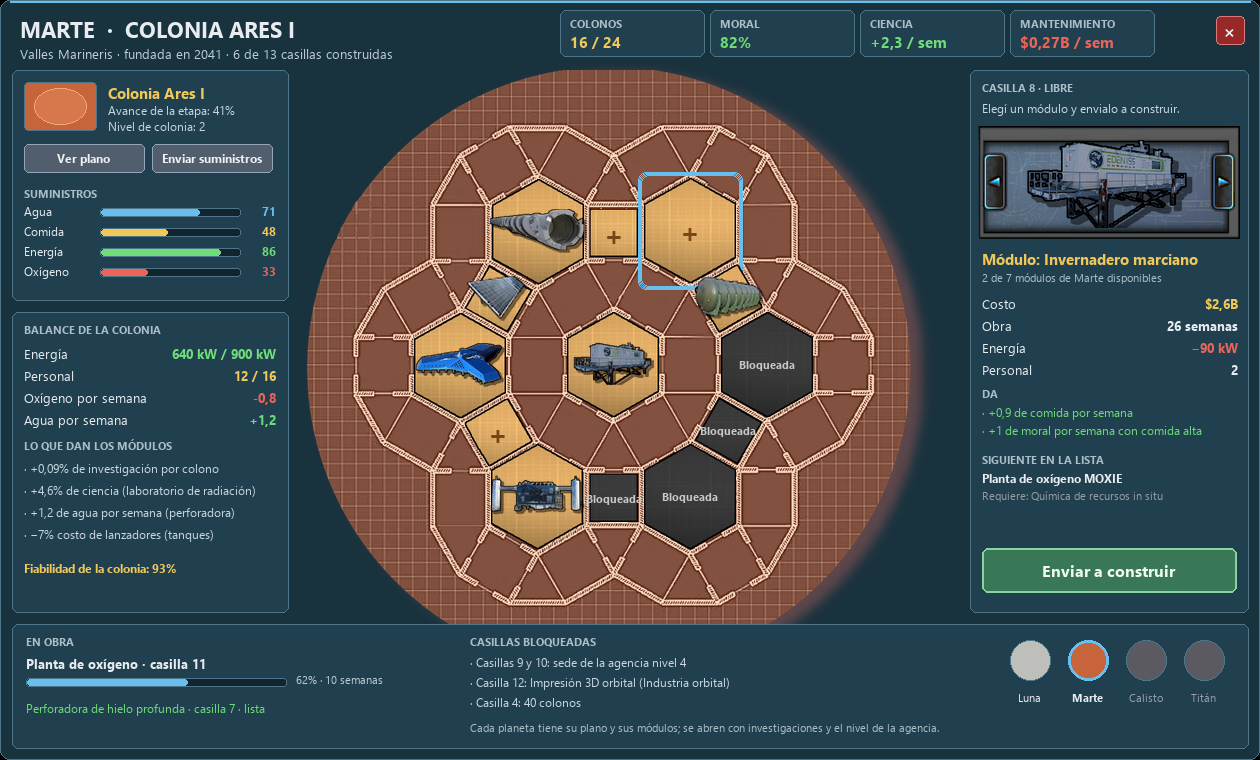 MARTE · COLONIA ARES I
Valles Marineris · fundada en 2041 · 6 de 13 casillas construidas
COLONOS
16 / 24
MORAL
82%
CIENCIA
+2,3 / sem
MANTENIMIENTO
$0,27B / sem
×
Colonia Ares I
Avance de la etapa: 41%
Nivel de colonia: 2
Ver plano
Enviar suministros
SUMINISTROS
Agua 71
Comida 48
Energía 86
Oxígeno 33
BALANCE DE LA COLONIA
Energía 640 kW / 900 kW
Personal 12 / 16
Oxígeno por semana -0,8
Agua por semana +1,2
LO QUE DAN LOS MÓDULOS
· +0,09% de investigación por colono
· +4,6% de ciencia (laboratorio de radiación)
· +1,2 de agua por semana (perforadora)
· −7% costo de lanzadores (tanques)
Fiabilidad de la colonia: 93%
+
+
Bloqueada
+
Bloqueada
Bloqueada
Bloqueada
CASILLA 8 · LIBRE
Elegí un módulo y envialo a construir.
EDEN ISS
Módulo: Invernadero marciano
2 de 7 módulos de Marte disponibles
Costo $2,6B
Obra 26 semanas
Energía −90 kW
Personal 2
DA
· +0,9 de comida por semana
· +1 de moral por semana con comida alta
SIGUIENTE EN LA LISTA
Planta de oxígeno MOXIE
Requiere: Química de recursos in situ
Enviar a construir
EN OBRA
Planta de oxígeno · casilla 11
62% · 10 semanas
Perforadora de hielo profunda · casilla 7 · lista
CASILLAS BLOQUEADAS
· Casillas 9 y 10: sede de la agencia nivel 4
· Casilla 12: Impresión 3D orbital (Industria orbital)
· Casilla 4: 40 colonos
Cada planeta tiene su plano y sus módulos; se abren con investigaciones y el nivel de la agencia.
Luna
Marte
Calisto
Titán